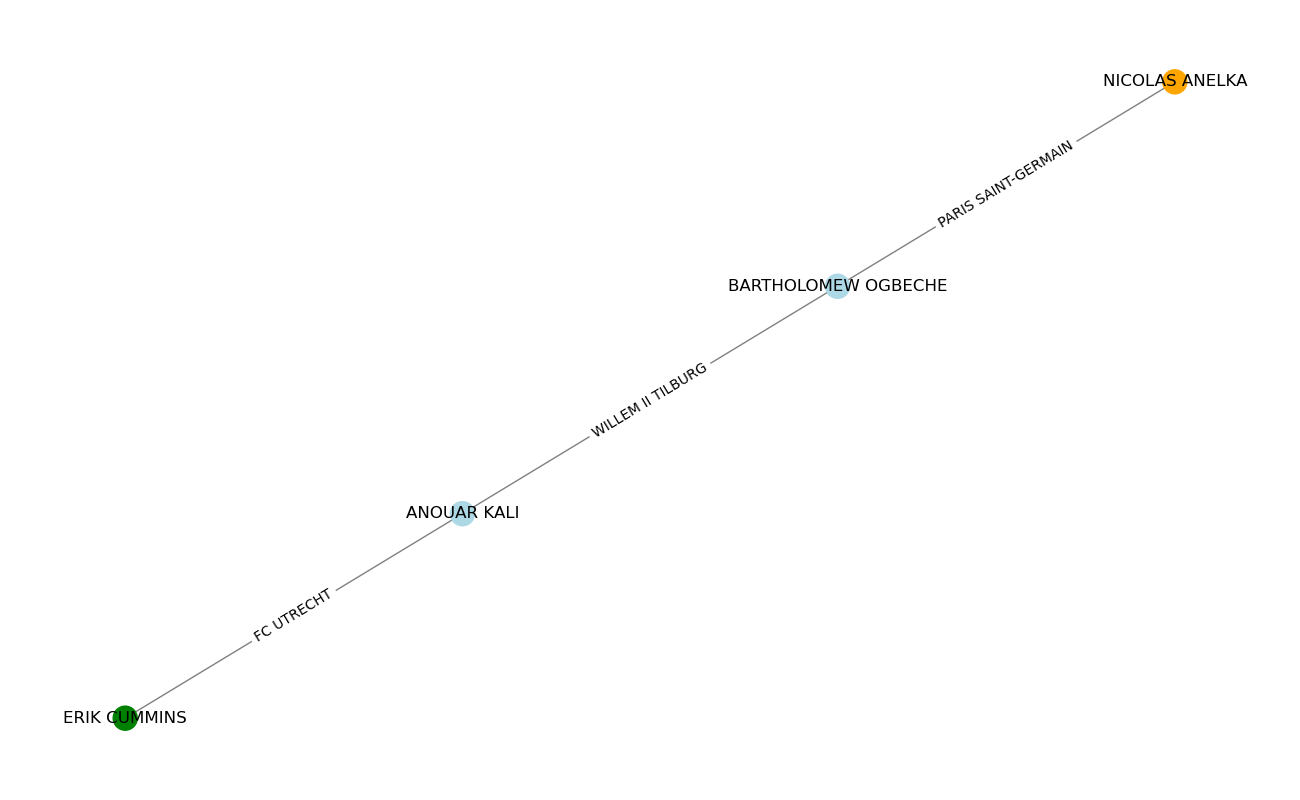 NICOLAS ANELKA
PARIS SAINT-GERMAIN
BARTHOLOMEW OGBECHE
WILLEM II TILBURG
ANOUAR KALI
FC UTRECHT
ERIK CUMMINS